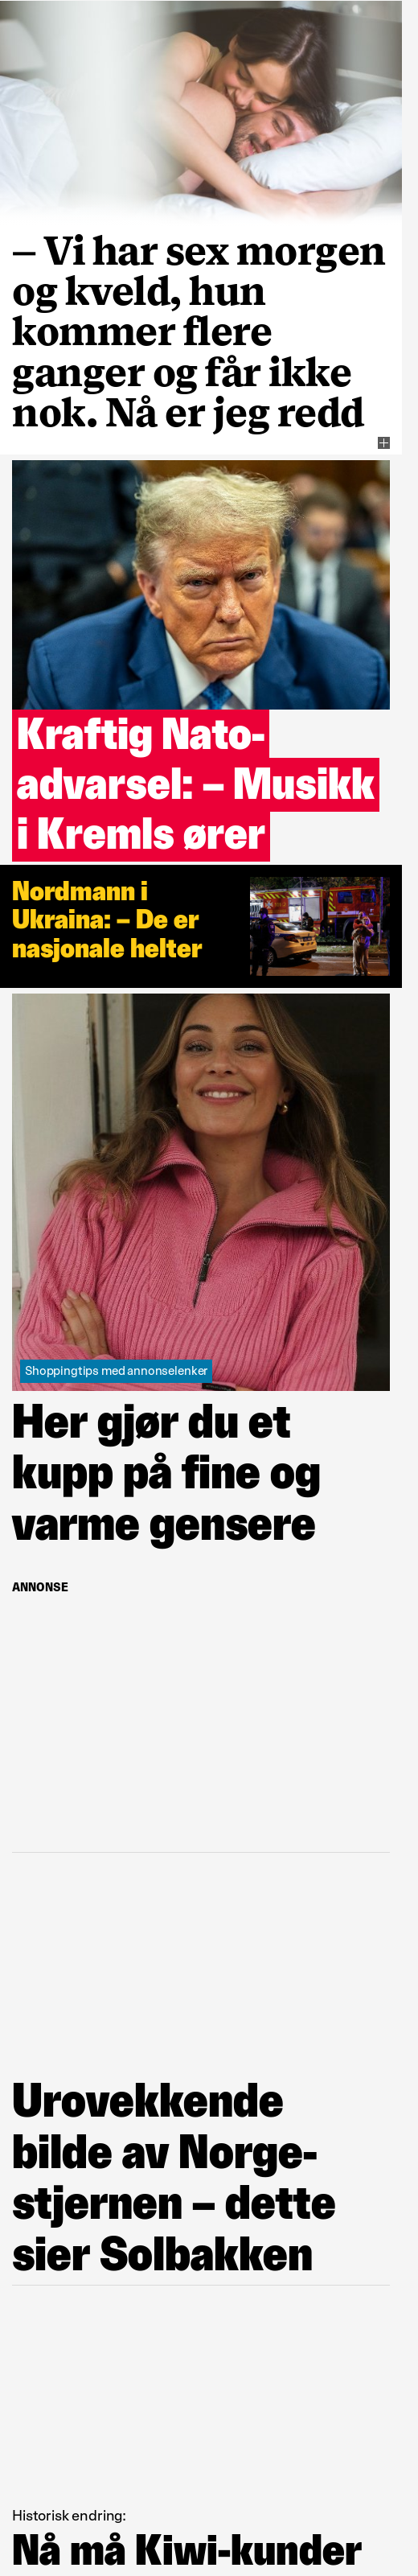 – Vi har sex morgen
og kveld, hun
kommer flere
ganger og får ikke
nok. Nå er jeg redd
Kraftig Nato-
advarsel: – Musikk
i Kremls ører
Nordmann i
Ukraina: – De er
nasjonale helter
Shoppingtips med annonselenker
Her gjør du et
kupp på fine og
varme gensere
ANNONSE
Urovekkende
bilde av Norge-
stjernen – dette
sier Solbakken
Historisk endring:
Nå må Kiwi-kunder